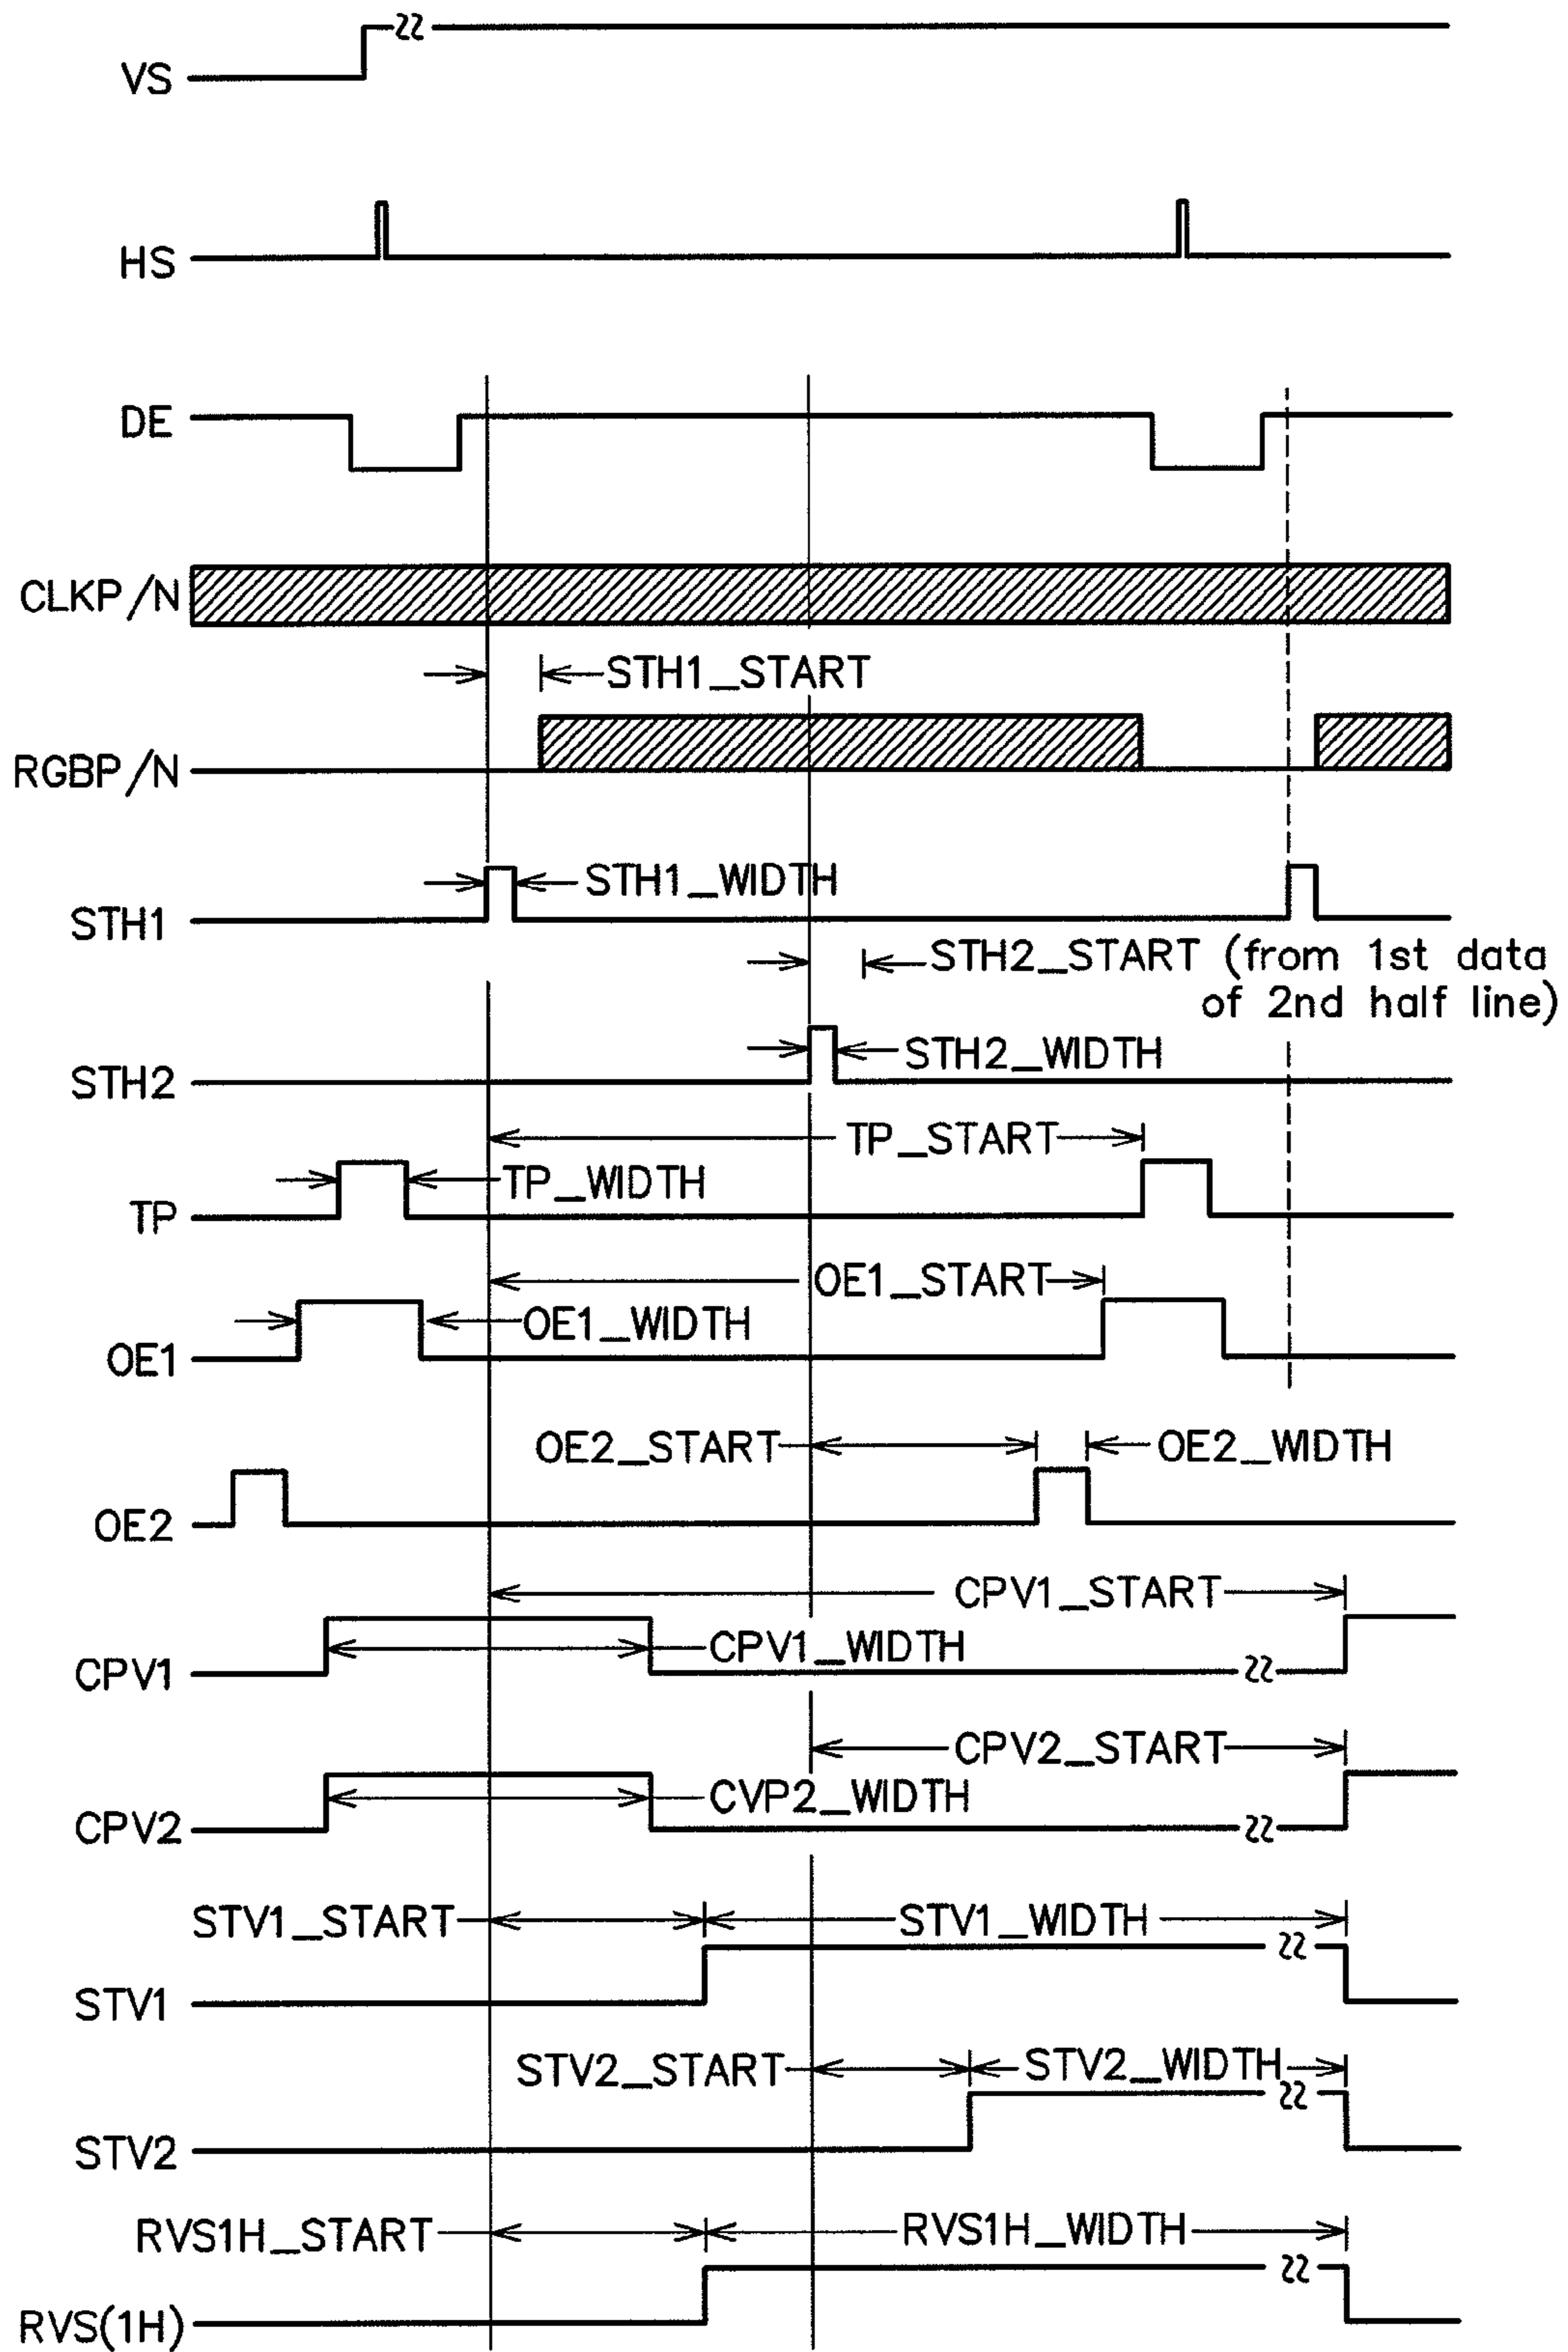 VS
HS
DE
CLKP/N
STH1_START
RGBP/N
STH1_WIDTH
STH1
STH2_START (from 1st data
of 2nd half line)
STH2_WIDTH
STH2
TP_START
TP_WIDTH
TP
OE1_START
OE1_WIDTH
OE1
OE2_START
OE2_WIDTH
OE2
CPV1_START
CPV1_WIDTH
CPV1
CPV2_START
CVP2_WIDTH
CPV2
STV1_START
STV1_WIDTH
STV1
STV2_START
STV2_WIDTH
STV2
RVS1H_START
RVS1H_WIDTH
RVS(1H)